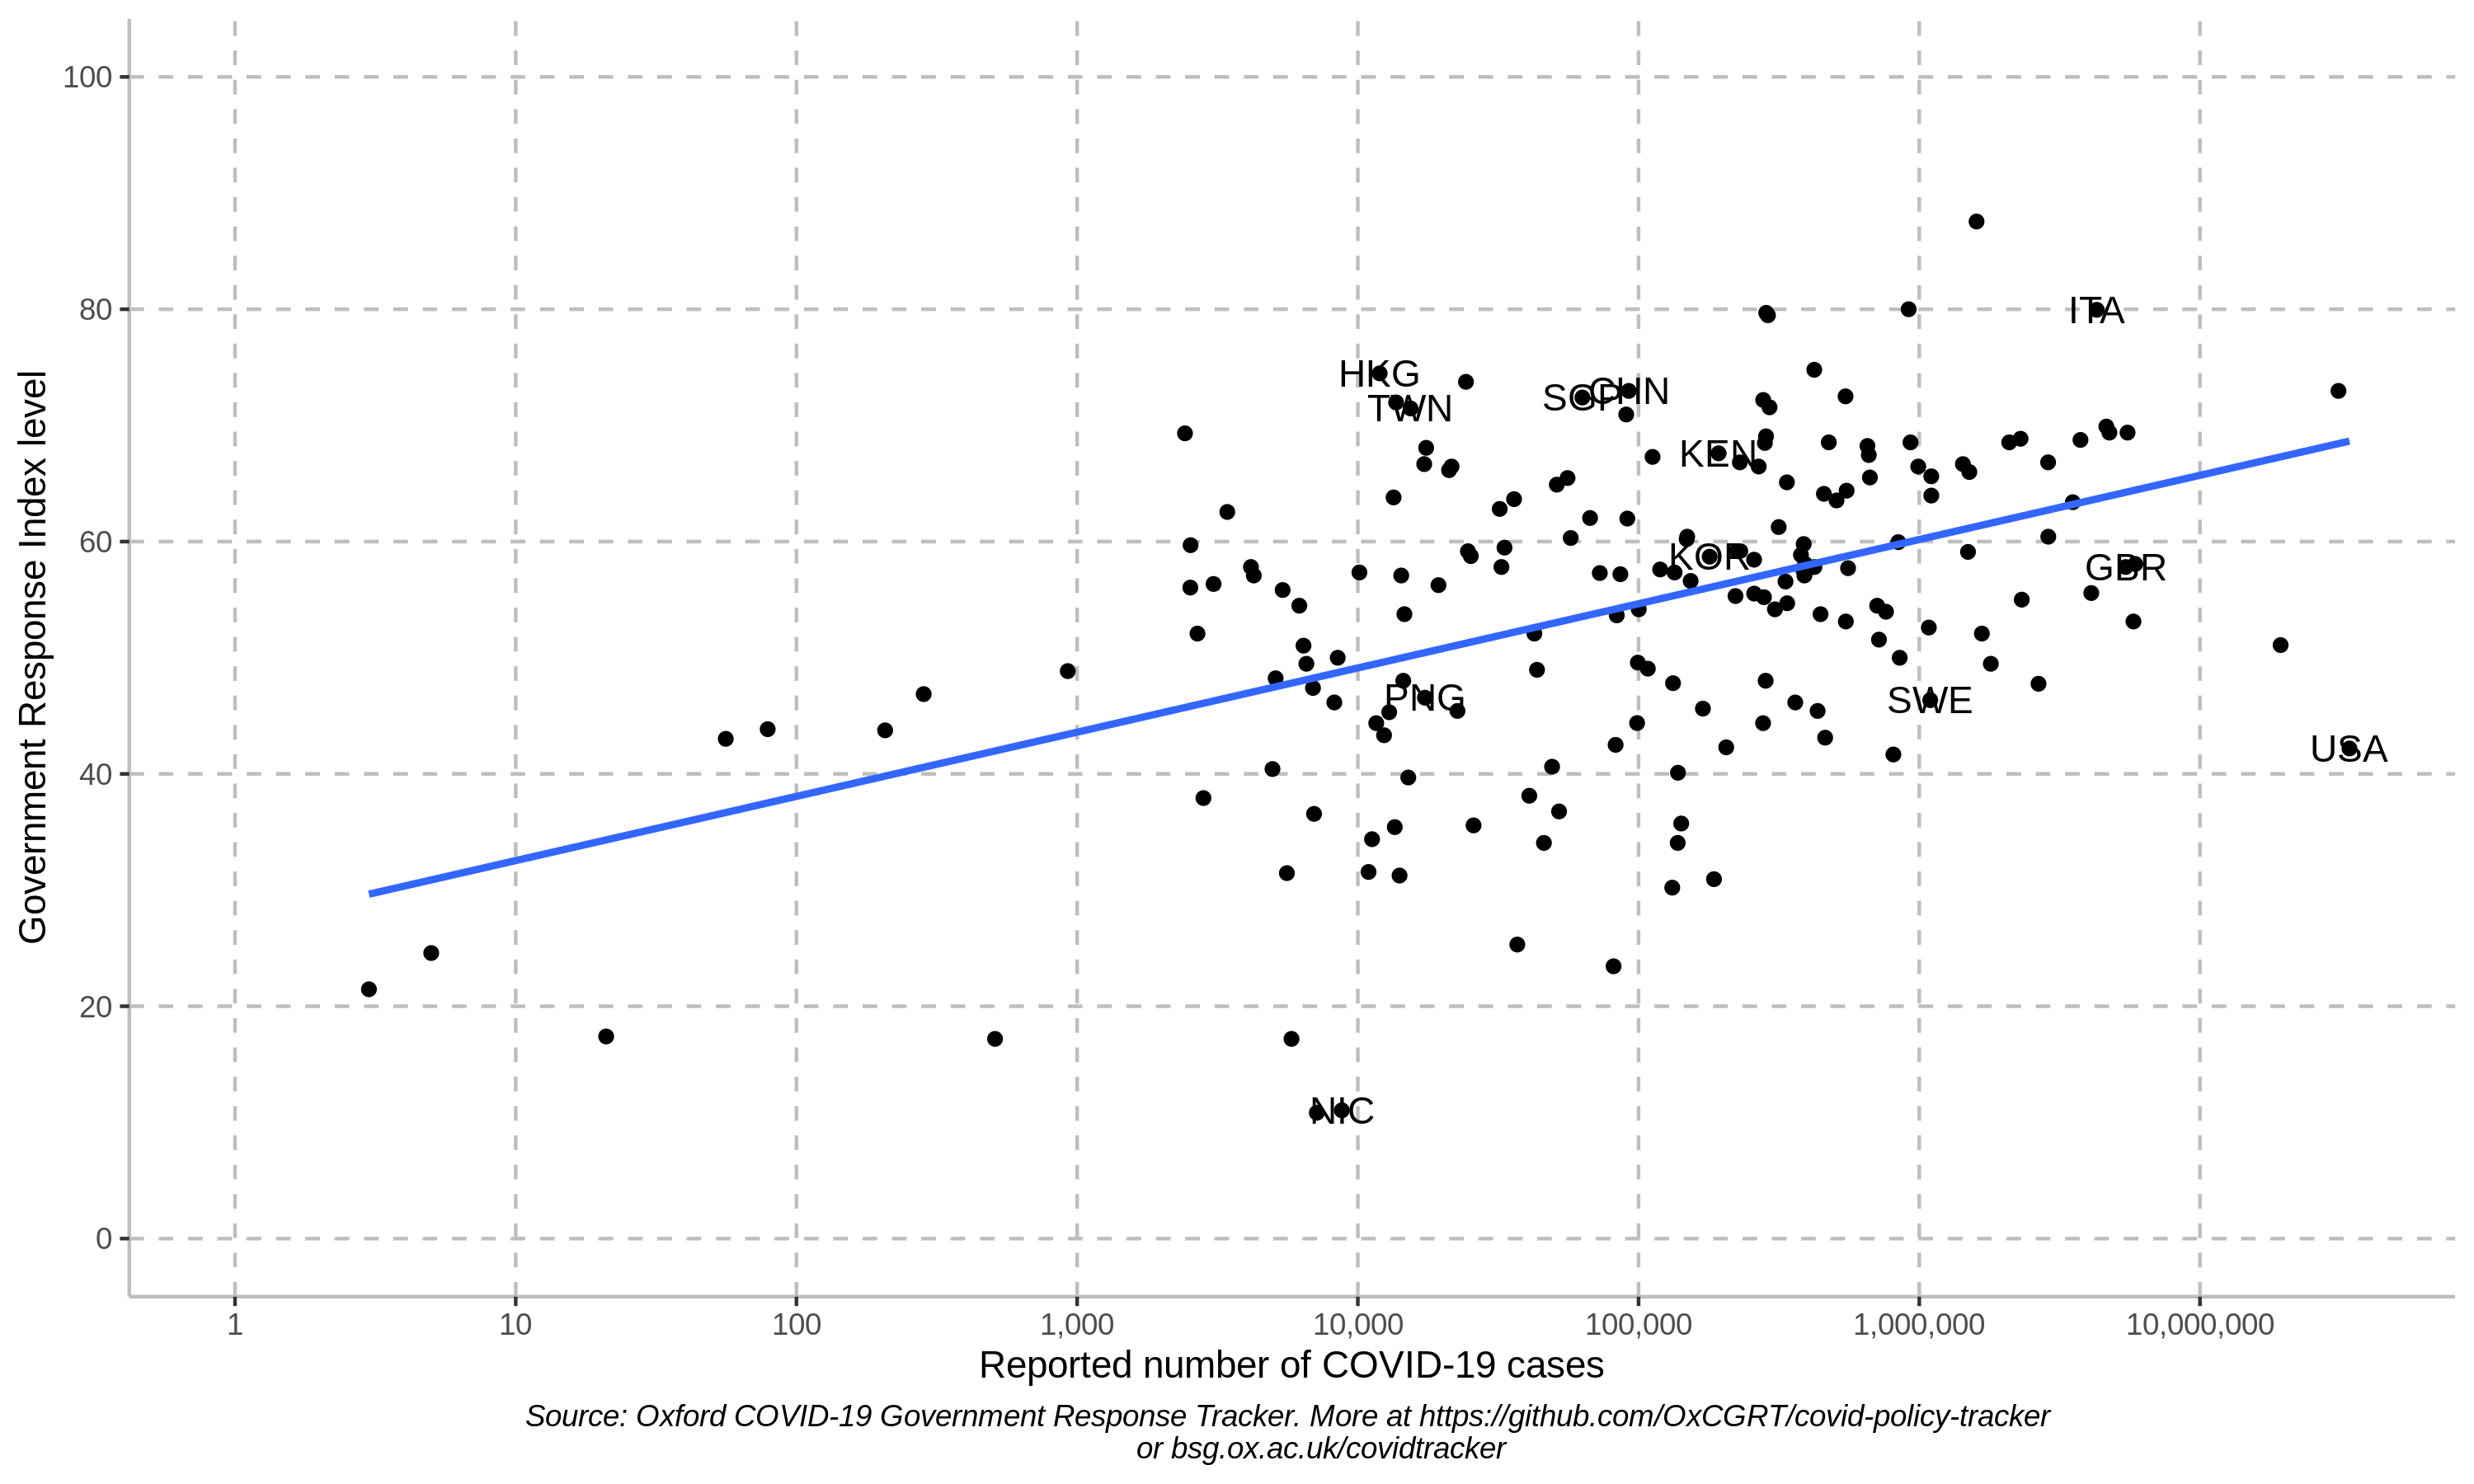 Government Response Index level
100
80
60
40
20
0
ITA
HKG
CHN
SGP
TWN
KEN
KOR
GBR
PNG
SWE
USA
NIC
1
10
100
1,000
10,000
100,000
1,000,000
10,000,000
Reported number of COVID-19 cases
Source: Oxford COVID-19 Government Response Tracker. More at https://github.com/OxCGRT/covid-policy-tracker
or bsg.ox.ac.uk/covidtracker